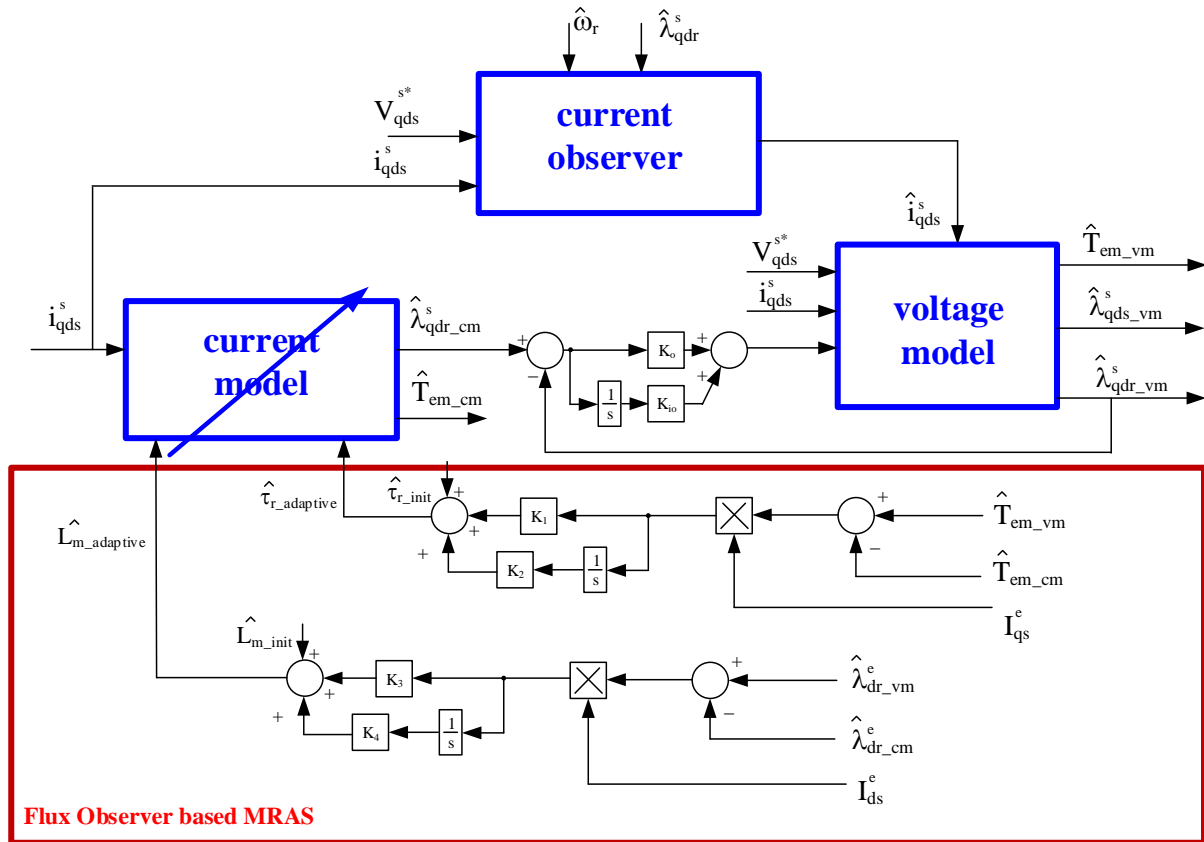 ω̂r
λ̂ˢqdr
Vˢ*qds
iˢqds
current
observer
îˢqds
iˢqds
current
model
λ̂ˢqdr_cm
T̂em_cm
+
−
Ko
1/s
Kio
+
+
Vˢ*qds
iˢqds
voltage
model
T̂em_vm
λ̂ˢqds_vm
λ̂ˢqdr_vm
L̂m_adaptive
τ̂r_adaptive
τ̂r_init
+
+
+
K1
K2
1/s
+
−
T̂em_vm
T̂em_cm
Iᵉqs
L̂m_init
+
+
+
K3
K4
1/s
+
−
λ̂ᵉdr_vm
λ̂ᵉdr_cm
Iᵉds
Flux Observer based MRAS